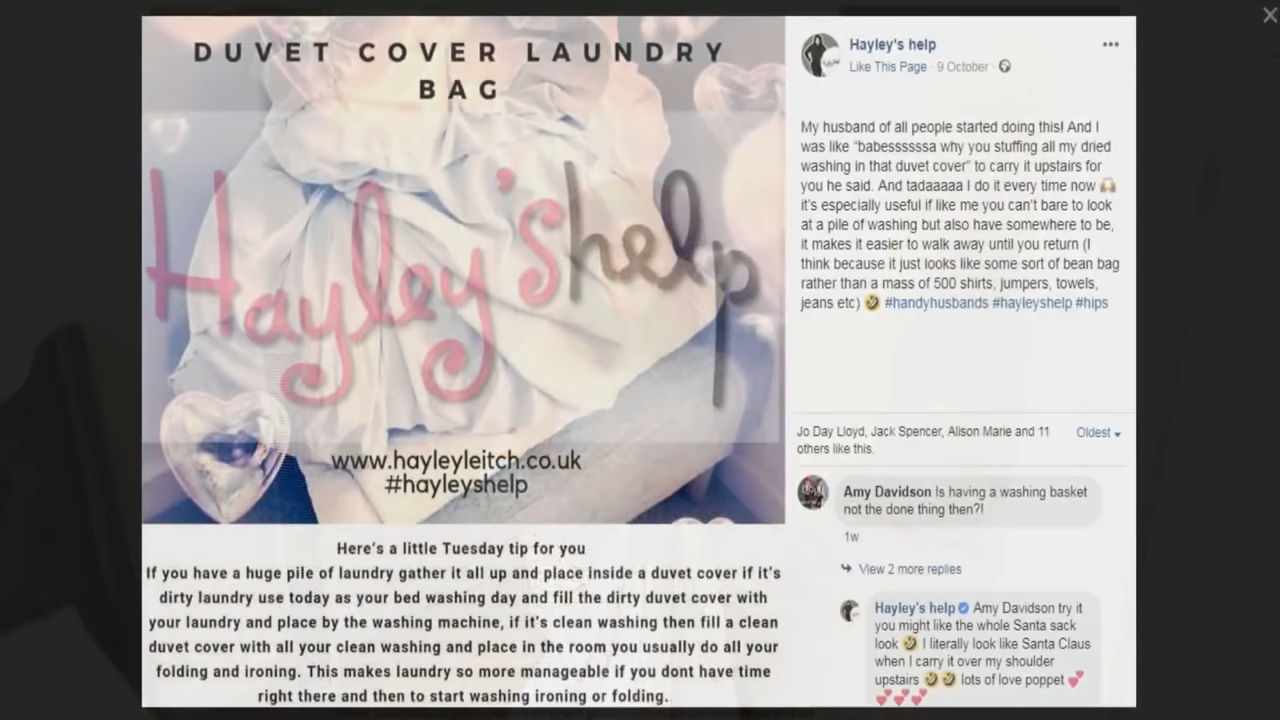 DUVET COVER LAUNDRY
BAG
Hayley'shelp
www.hayleyleitch.co.uk
#hayleyshelp
Here's a little Tuesday tip for you
If you have a huge pile of laundry gather it all up and place inside a duvet cover if it's
dirty laundry use today as your bed washing day and fill the dirty duvet cover with
your laundry and place by the washing machine, if it's clean washing then fill a clean
duvet cover with all your clean washing and place in the room you usually do all your
folding and ironing. This makes laundry so more manageable if you dont have time
right there and then to start washing ironing or folding.
Hayley's help
Like This Page · 9 October ·
My husband of all people started doing this! And I
was like “babesssssssa why you stuffing all my dried
washing in that duvet cover” to carry it upstairs for
you he said. And tadaaaaa I do it every time now
it's especially useful if like me you can't bare to look
at a pile of washing but also have somewhere to be,
it makes it easier to walk away until you return (I
think because it just looks like some sort of bean bag
rather than a mass of 500 shirts, jumpers, towels,
jeans etc) 🤣 #handyhusbands #hayleyshelp #hips
Jo Day Lloyd, Jack Spencer, Alison Marie and 11
others like this.
Oldest
Amy Davidson Is having a washing basket
not the done thing then?!
1w
View 2 more replies
Hayley's help Amy Davidson try it
you might like the whole Santa sack
look 🤣 I literally look like Santa Claus
when I carry it over my shoulder
upstairs 🤣🤣 lots of love poppet 💕
💕💕💕